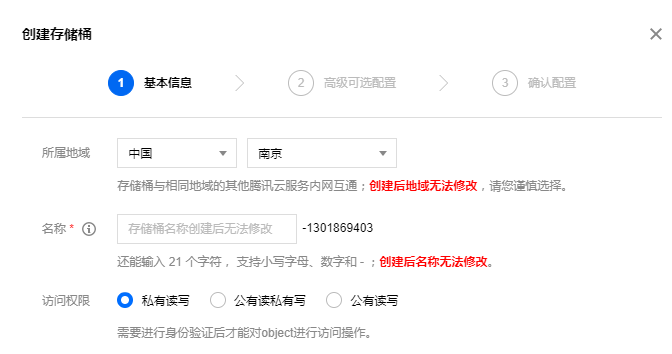 创建存储桶
1 基本信息 2 高级可选配置 3 确认配置
所属地域 中国 南京
存储桶与相同地域的其他腾讯云服务内网互通；创建后地域无法修改，请您谨慎选择。
名称 * 存储桶名称创建后无法修改 -1301869403
还能输入 21 个字符， 支持小写字母、数字和 - ；创建后名称无法修改。
访问权限 私有读写 公有读私有写 公有读写
需要进行身份验证后才能对object进行访问操作。